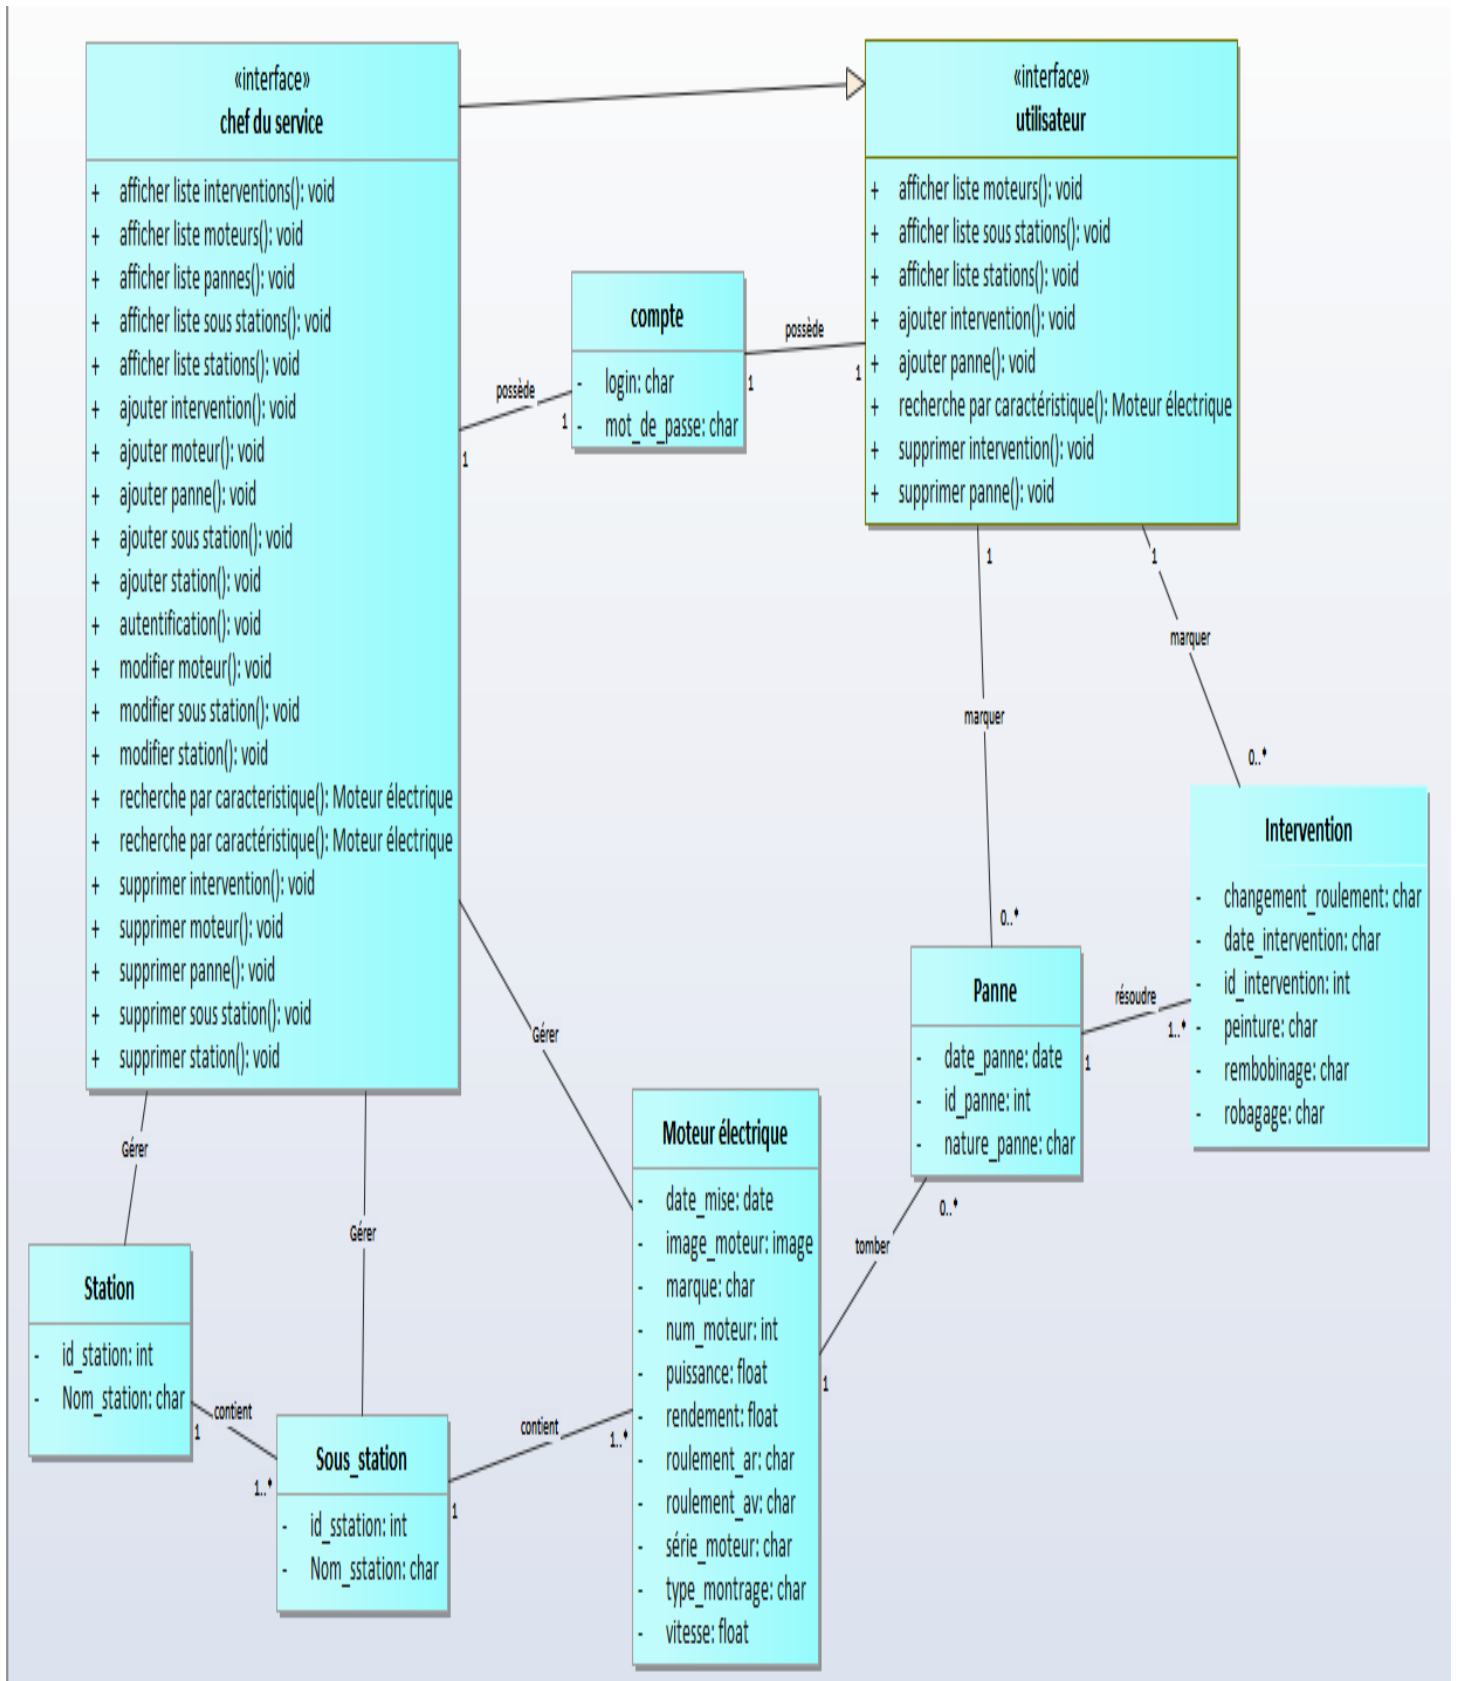 «interface»
chef du service
+ afficher liste interventions(): void
+ afficher liste moteurs(): void
+ afficher liste pannes(): void
+ afficher liste sous stations(): void
+ afficher liste stations(): void
+ ajouter intervention(): void
+ ajouter moteur(): void
+ ajouter panne(): void
+ ajouter sous station(): void
+ ajouter station(): void
+ autentification(): void
+ modifier moteur(): void
+ modifier sous station(): void
+ modifier station(): void
+ recherche par caracteristique(): Moteur électrique
+ recherche par caractéristique(): Moteur électrique
+ supprimer intervention(): void
+ supprimer moteur(): void
+ supprimer panne(): void
+ supprimer sous station(): void
+ supprimer station(): void
«interface»
utilisateur
+ afficher liste moteurs(): void
+ afficher liste sous stations(): void
+ afficher liste stations(): void
+ ajouter intervention(): void
+ ajouter panne(): void
+ recherche par caractéristique(): Moteur électrique
+ supprimer intervention(): void
+ supprimer panne(): void
compte
- login: char
- mot_de_passe: char
possède
1
1
possède
1
1
1
marquer
0..*
1
marquer
0..*
Intervention
- changement_roulement: char
- date_intervention: char
- id_intervention: int
- peinture: char
- rembobinage: char
- robagage: char
Panne
- date_panne: date
- id_panne: int
- nature_panne: char
résoudre
1
1..*
Gérer
Gérer
Gérer
Moteur électrique
- date_mise: date
- image_moteur: image
- marque: char
- num_moteur: int
- puissance: float
- rendement: float
- roulement_ar: char
- roulement_av: char
- série_moteur: char
- type_montrage: char
- vitesse: float
tomber
0..*
1
Station
- id_station: int
- Nom_station: char
contient
1
1..*
Sous_station
- id_sstation: int
- Nom_sstation: char
contient
1
1..*